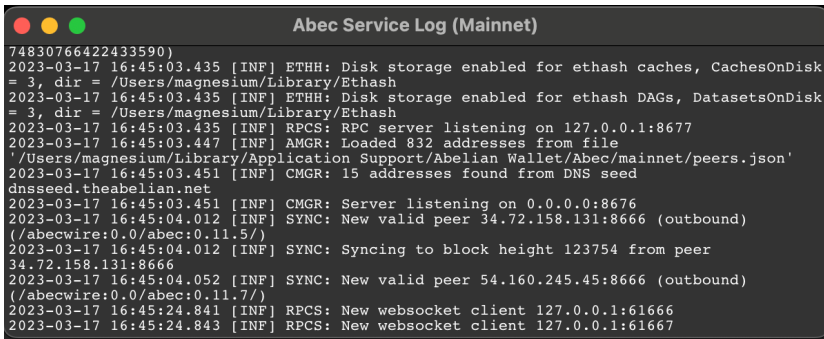 Abec Service Log (Mainnet)
74830766422433590)
2023-03-17 16:45:03.435 [INF] ETHH: Disk storage enabled for ethash caches, CachesOnDisk
= 3, dir = /Users/magnesium/Library/Ethash
2023-03-17 16:45:03.435 [INF] ETHH: Disk storage enabled for ethash DAGs, DatasetsOnDisk
= 3, dir = /Users/magnesium/Library/Ethash
2023-03-17 16:45:03.435 [INF] RPCS: RPC server listening on 127.0.0.1:8677
2023-03-17 16:45:03.447 [INF] AMGR: Loaded 832 addresses from file
'/Users/magnesium/Library/Application Support/Abelian Wallet/Abec/mainnet/peers.json'
2023-03-17 16:45:03.451 [INF] CMGR: 15 addresses found from DNS seed
dnsseed.theabelian.net
2023-03-17 16:45:03.451 [INF] CMGR: Server listening on 0.0.0.0:8676
2023-03-17 16:45:04.012 [INF] SYNC: New valid peer 34.72.158.131:8666 (outbound)
(/abecwire:0.0/abec:0.11.5/)
2023-03-17 16:45:04.012 [INF] SYNC: Syncing to block height 123754 from peer
34.72.158.131:8666
2023-03-17 16:45:04.052 [INF] SYNC: New valid peer 54.160.245.45:8666 (outbound)
(/abecwire:0.0/abec:0.11.7/)
2023-03-17 16:45:24.841 [INF] RPCS: New websocket client 127.0.0.1:61666
2023-03-17 16:45:24.843 [INF] RPCS: New websocket client 127.0.0.1:61667